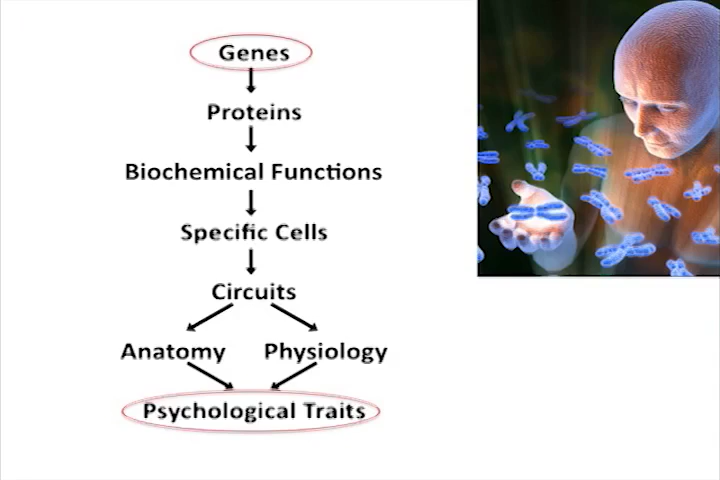 Genes
Proteins
Biochemical Functions
Specific Cells
Circuits
Anatomy
Physiology
Psychological Traits